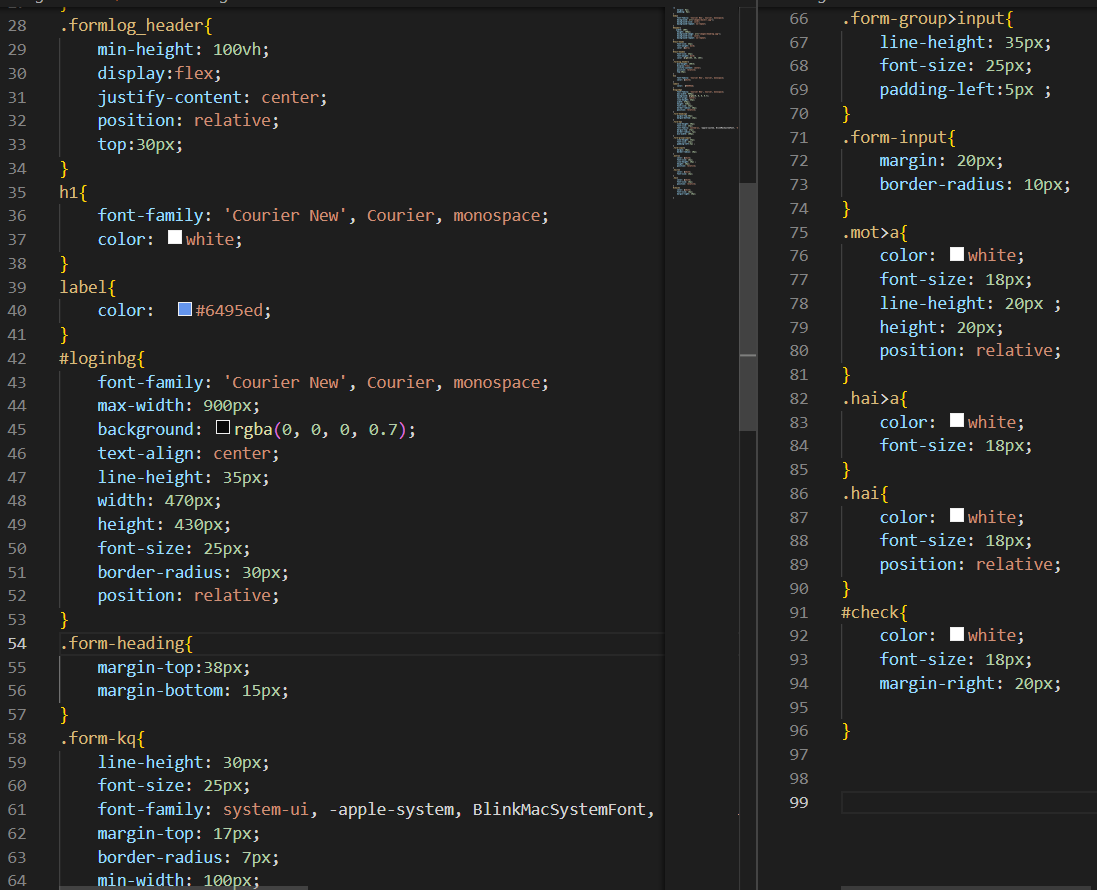 28 .formlog_header{
29 min-height: 100vh;
30 display:flex;
31 justify-content: center;
32 position: relative;
33 top:30px;
34 }
35 h1{
36 font-family: 'Courier New', Courier, monospace;
37 color: white;
38 }
39 label{
40 color: #6495ed;
41 }
42 #loginbg{
43 font-family: 'Courier New', Courier, monospace;
44 max-width: 900px;
45 background: rgba(0, 0, 0, 0.7);
46 text-align: center;
47 line-height: 35px;
48 width: 470px;
49 height: 430px;
50 font-size: 25px;
51 border-radius: 30px;
52 position: relative;
53 }
54 .form-heading{
55 margin-top:38px;
56 margin-bottom: 15px;
57 }
58 .form-kq{
59 line-height: 30px;
60 font-size: 25px;
61 font-family: system-ui, -apple-system, BlinkMacSystemFont,
62 margin-top: 17px;
63 border-radius: 7px;
64 min-width: 100px;
66 .form-group>input{
67 line-height: 35px;
68 font-size: 25px;
69 padding-left:5px ;
70 }
71 .form-input{
72 margin: 20px;
73 border-radius: 10px;
74 }
75 .mot>a{
76 color: white;
77 font-size: 18px;
78 line-height: 20px ;
79 height: 20px;
80 position: relative;
81 }
82 .hai>a{
83 color: white;
84 font-size: 18px;
85 }
86 .hai{
87 color: white;
88 font-size: 18px;
89 position: relative;
90 }
91 #check{
92 color: white;
93 font-size: 18px;
94 margin-right: 20px;
95
96 }
97
98
99